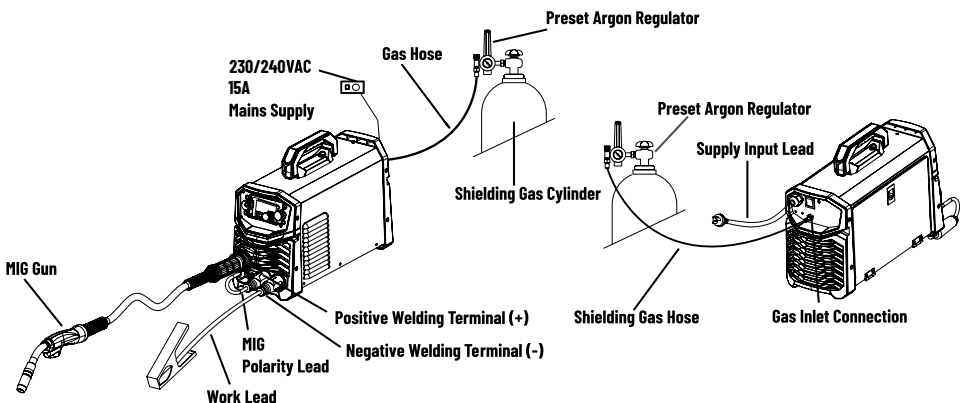 Preset Argon Regulator
Gas Hose
230/240VAC
15A
Mains Supply
Shielding Gas Cylinder
MIG Gun
Positive Welding Terminal (+)
MIG
Polarity Lead
Negative Welding Terminal (-)
Work Lead
Preset Argon Regulator
Supply Input Lead
Shielding Gas Hose
Gas Inlet Connection